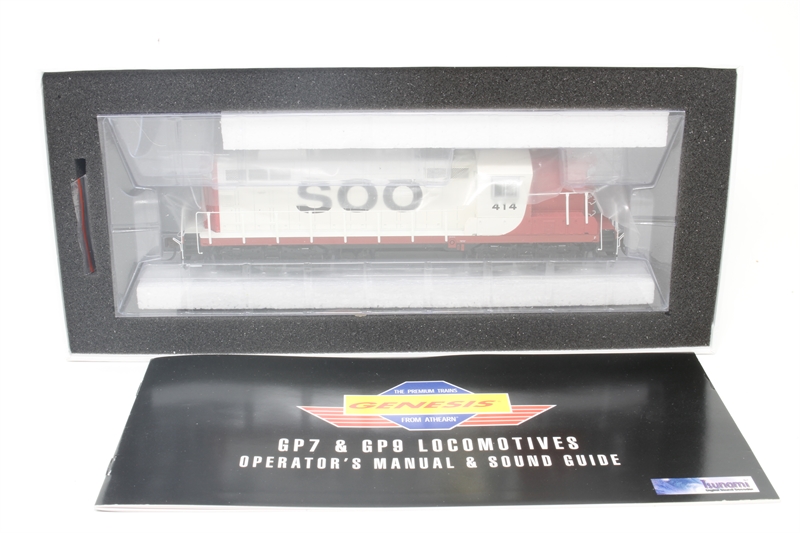 SOO
414
THE PREMIUM TRAINS
GENESIS
FROM ATHEARN
GP7 & GP9 LOCOMOTIVES
OPERATOR'S MANUAL & SOUND GUIDE
Tsunami